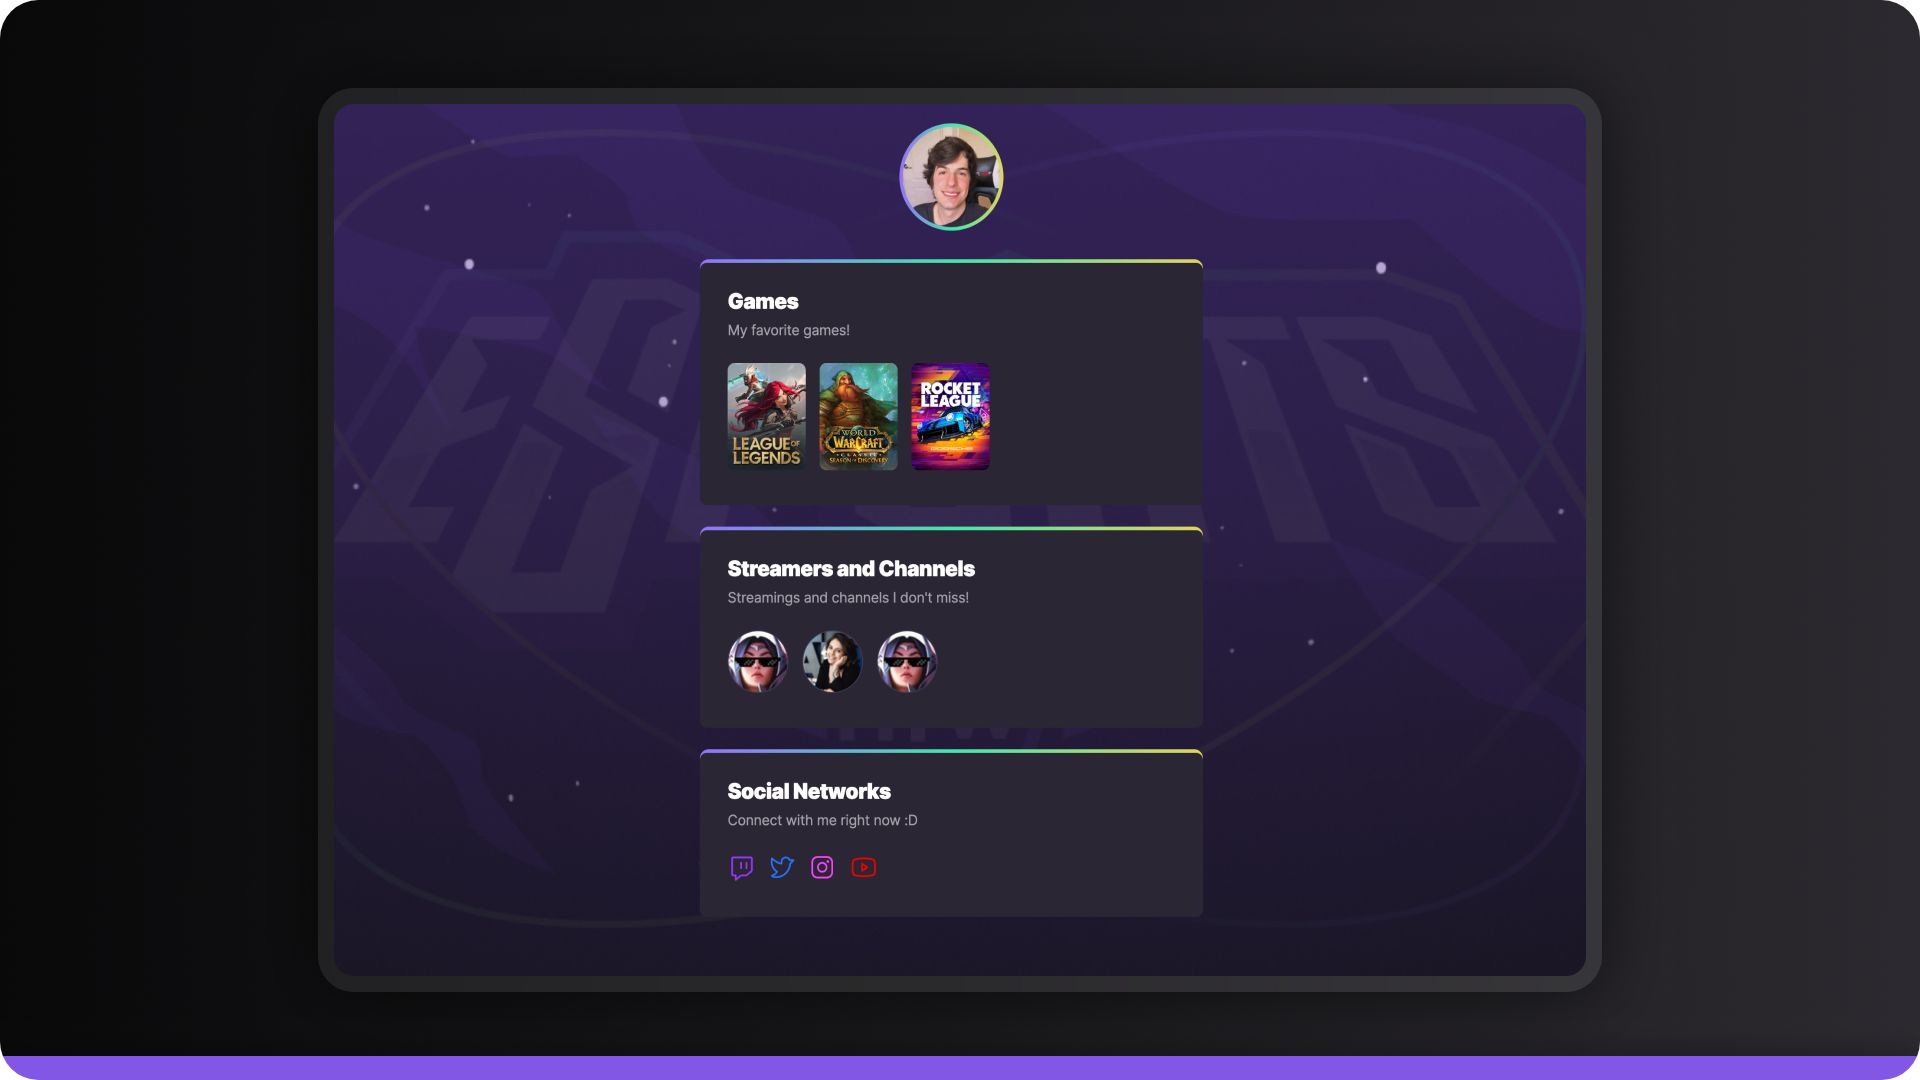 Games
My favorite games!
LEAGUE OF
LEGENDS
WORLD
WARCRAFT
CLASSIC
SEASON OF DISCOVERY
ROCKET
LEAGUE
Streamers and Channels
Streamings and channels I don't miss!
Social Networks
Connect with me right now :D